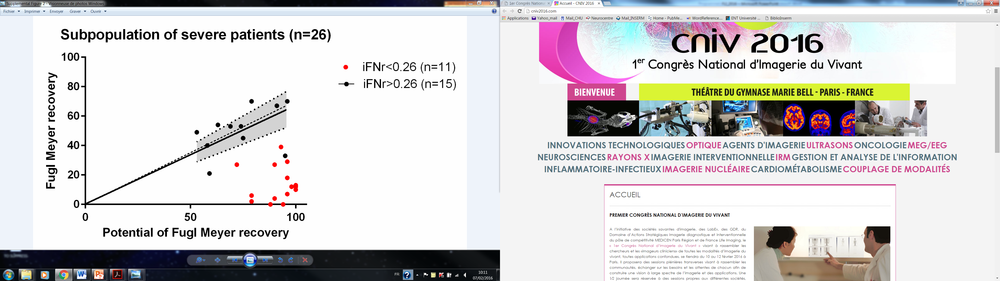 Supplemental Figure 2 - Visionneuse de photos Windows
Fichier Imprimer Envoyer Graver Ouvrir
Subpopulation of severe patients (n=26)
100
80
60
40
20
0
Fugl Meyer recovery
0 50 100
Potential of Fugl Meyer recovery
iFNr<0.26 (n=11)
iFNr>0.26 (n=15)
FR
10:11
07/02/2016
1er Congrès National
Accueil - CNIV 2016
cniv2016.com
Applications Yahoo_mail Mail_CHU Neurocentre Mail_INSERM Home - PubMe... WordReference.... ENT Université ... BiblioInserm
cniv 2016
1er Congrès National d'Imagerie du Vivant
BIENVENUE
THÉÂTRE DU GYMNASE MARIE BELL - PARIS - FRANCE
INNOVATIONS TECHNOLOGIQUES OPTIQUE AGENTS D'IMAGERIE ULTRASONS ONCOLOGIE MEG/EEG
NEUROSCIENCES RAYONS X IMAGERIE INTERVENTIONNELLE IRM GESTION ET ANALYSE DE L'INFORMATION
INFLAMMATOIRE-INFECTIEUX IMAGERIE NUCLÉAIRE CARDIOMÉTABOLISME COUPLAGE DE MODALITÉS
ACCUEIL
PREMIER CONGRÈS NATIONAL D'IMAGERIE DU VIVANT
A l'initiative des sociétés savantes d'imagerie, des LabEx, des GDR, du
Domaine d'Actions Stratégiques Imagerie diagnostique et interventionnelle
du pôle de compétitivité MEDICEN Paris Région et de France Life Imaging, le
« 1er Congrès National d'Imagerie du Vivant » visant à rassembler les
chercheurs et les «imageurs cliniciens» de toutes les modalités d'imagerie du
vivant, toutes applications confondues, se tiendra du 10 au 12 février 2016 à
Paris. Il proposera des sessions plénières transverses visant à rassembler les
communautés, échanger sur les besoins et les attentes de chacun afin de
construire une vision à large spectre de l'imagerie et des applications. Une
1/2 journée sera réservée à des sessions propres aux différentes sociétés,